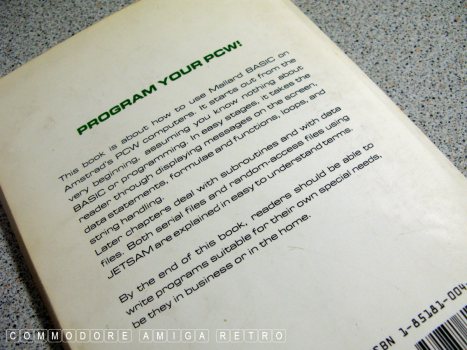 PROGRAM YOUR PCW!
This book is about how to use Mallard BASIC on
Amstrad's PCW computers. It starts out from the
very beginning, assuming you know nothing about
BASIC or programming. In easy stages, it takes the
reader through displaying messages on the screen,
data statements, formulae and functions, loops, and
string handling.
Later chapters deal with subroutines and with data
files. Both serial files and random-access files using
JETSAM are explained in easy to understand terms.
By the end of this book, readers should be able to
write programs suitable for their own special needs,
be they in business or in the home.
ISBN 1-85181-004
COMMODORE AMIGA RETRO